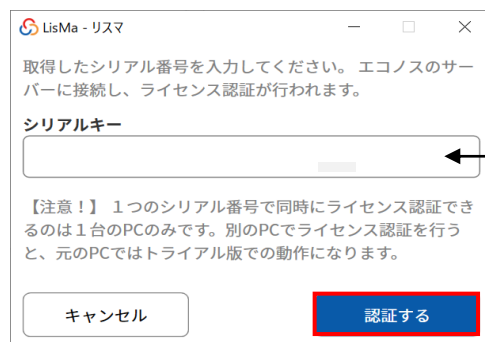 LisMa - リスマ
取得したシリアル番号を入力してください。 エコノスのサー
バーに接続し、ライセンス認証が行われます。
シリアルキー
【注意！】 １つのシリアル番号で同時にライセンス認証でき
るのは１台のPCのみです。別のPCでライセンス認証を行う
と、元のPCではトライアル版での動作になります。
キャンセル
認証する